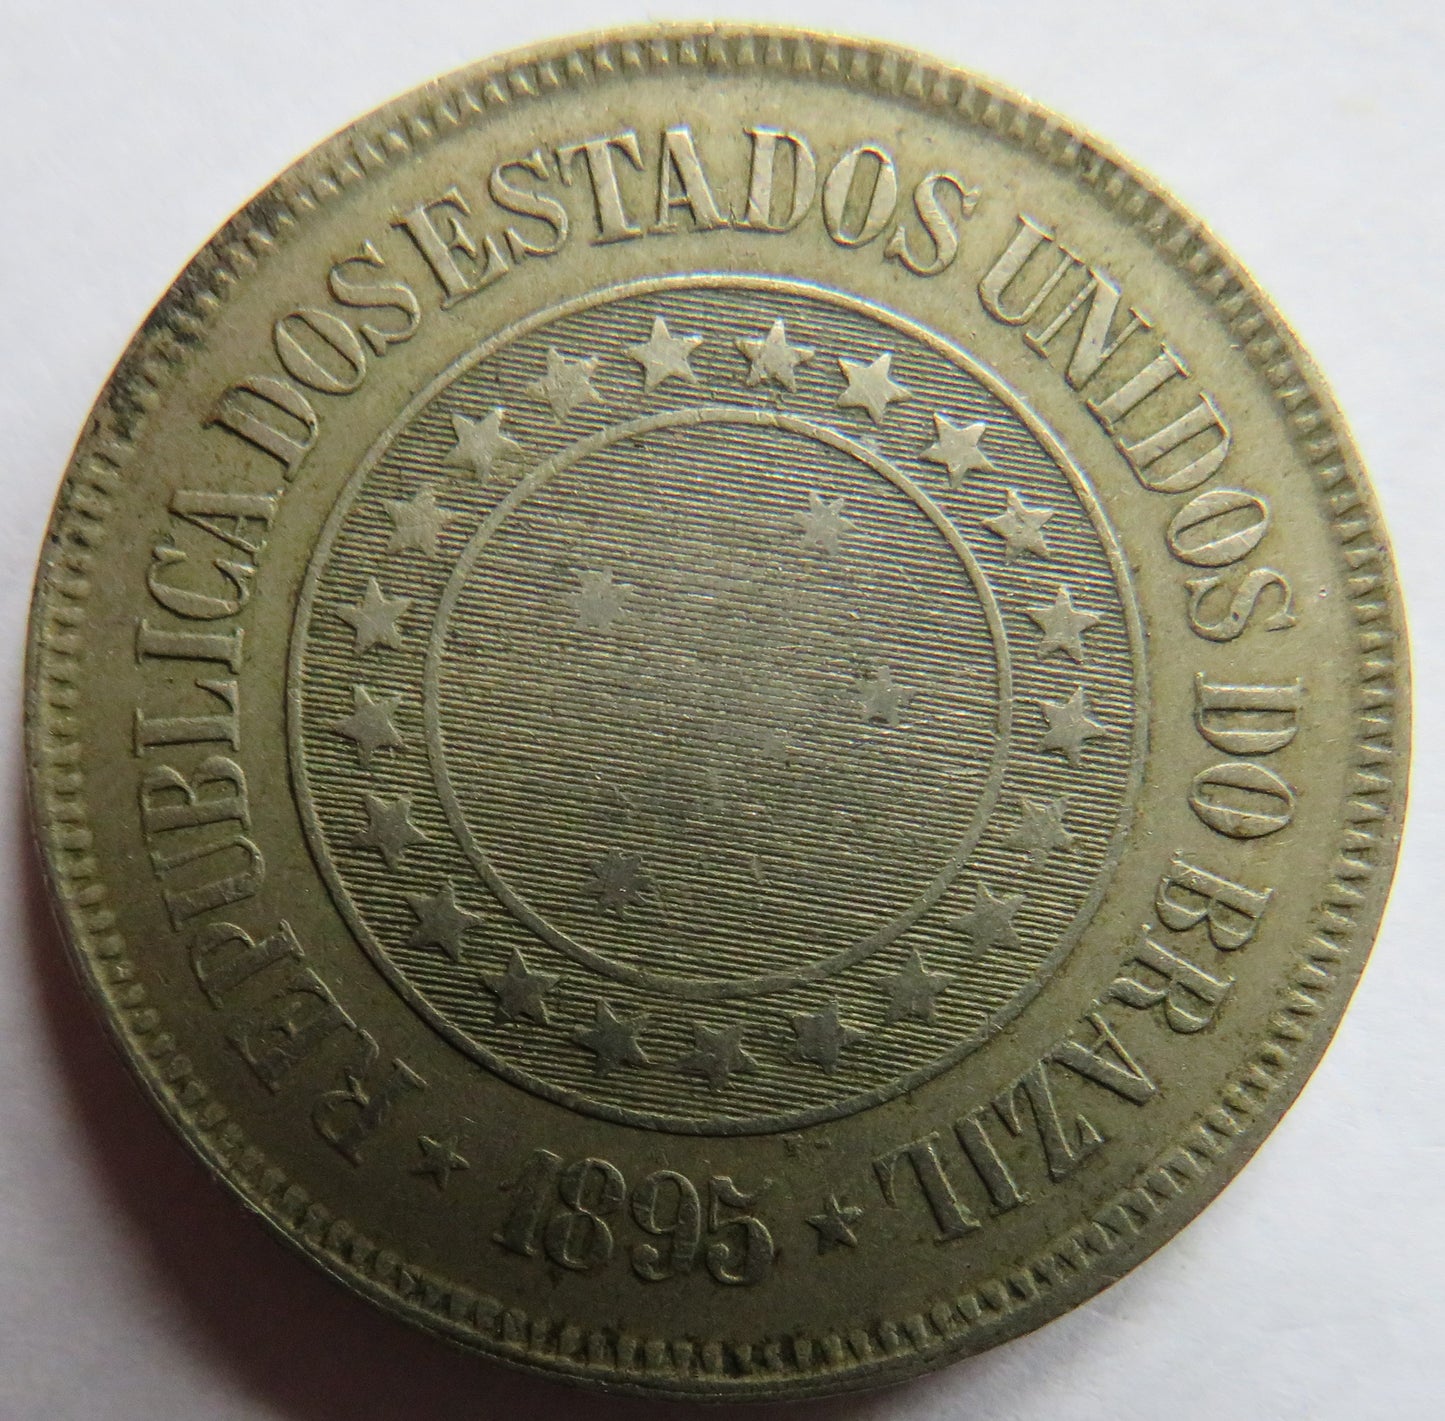 REPUBLICA DOS ESTADOS UNIDOS DO BRAZIL
★ 1895 ★